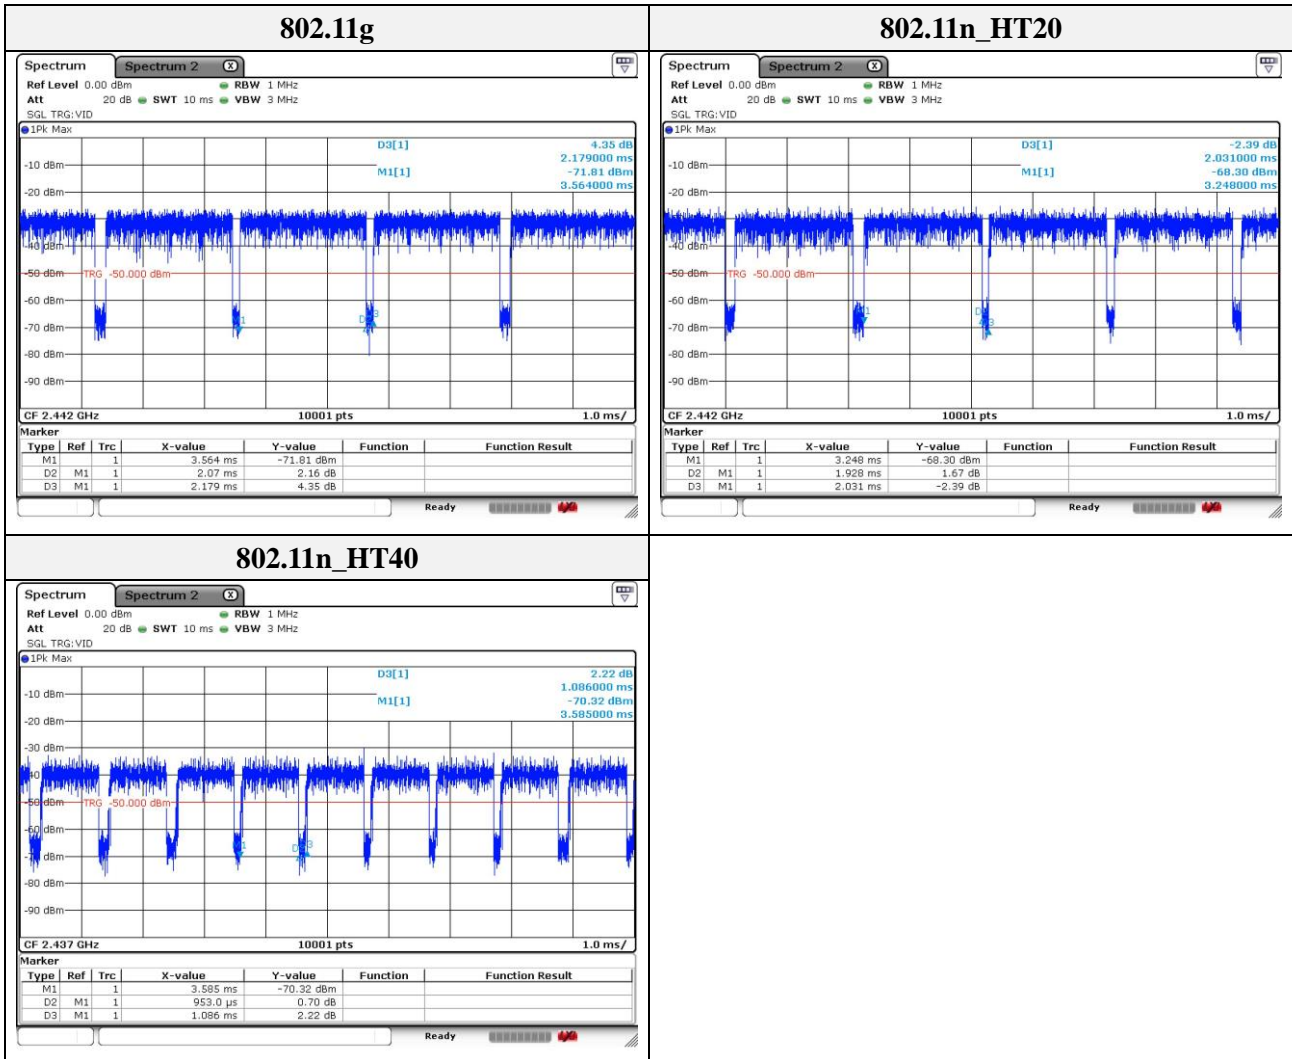 802.11g
Spectrum Spectrum 2 X
Ref Level 0.00 dBm RBW 1 MHz
Att 20 dB SWT 10 ms VBW 3 MHz
SGL TRG:VID
1Pk Max
D3[1] 4.35 dB
2.179000 ms
M1[1] -71.81 dBm
3.564000 ms
-10 dBm
-20 dBm
-40 dBm
-50 dBm TRG -50.000 dBm
-60 dBm
-70 dBm
-80 dBm
-90 dBm
CF 2.442 GHz 10001 pts 1.0 ms/
Marker
Type Ref Trc X-value Y-value Function Function Result
M1 1 3.564 ms -71.81 dBm
D2 M1 1 2.07 ms 2.16 dB
D3 M1 1 2.179 ms 4.35 dB
Ready
802.11n_HT20
Spectrum Spectrum 2 X
Ref Level 0.00 dBm RBW 1 MHz
Att 20 dB SWT 10 ms VBW 3 MHz
SGL TRG:VID
1Pk Max
D3[1] -2.39 dB
2.031000 ms
M1[1] -68.30 dBm
3.248000 ms
-10 dBm
-20 dBm
-40 dBm
-50 dBm TRG -50.000 dBm
-60 dBm
-70 dBm
-80 dBm
-90 dBm
CF 2.442 GHz 10001 pts 1.0 ms/
Marker
Type Ref Trc X-value Y-value Function Function Result
M1 1 3.248 ms -68.30 dBm
D2 M1 1 1.928 ms 1.67 dB
D3 M1 1 2.031 ms -2.39 dB
Ready
802.11n_HT40
Spectrum Spectrum 2 X
Ref Level 0.00 dBm RBW 1 MHz
Att 20 dB SWT 10 ms VBW 3 MHz
SGL TRG:VID
1Pk Max
D3[1] 2.22 dB
1.086000 ms
M1[1] -70.32 dBm
3.585000 ms
-10 dBm
-20 dBm
-30 dBm
-50 dBm TRG -50.000 dBm
-60 dBm
-80 dBm
-90 dBm
CF 2.437 GHz 10001 pts 1.0 ms/
Marker
Type Ref Trc X-value Y-value Function Function Result
M1 1 3.585 ms -70.32 dBm
D2 M1 1 953.0 µs 0.70 dB
D3 M1 1 1.086 ms 2.22 dB
Ready